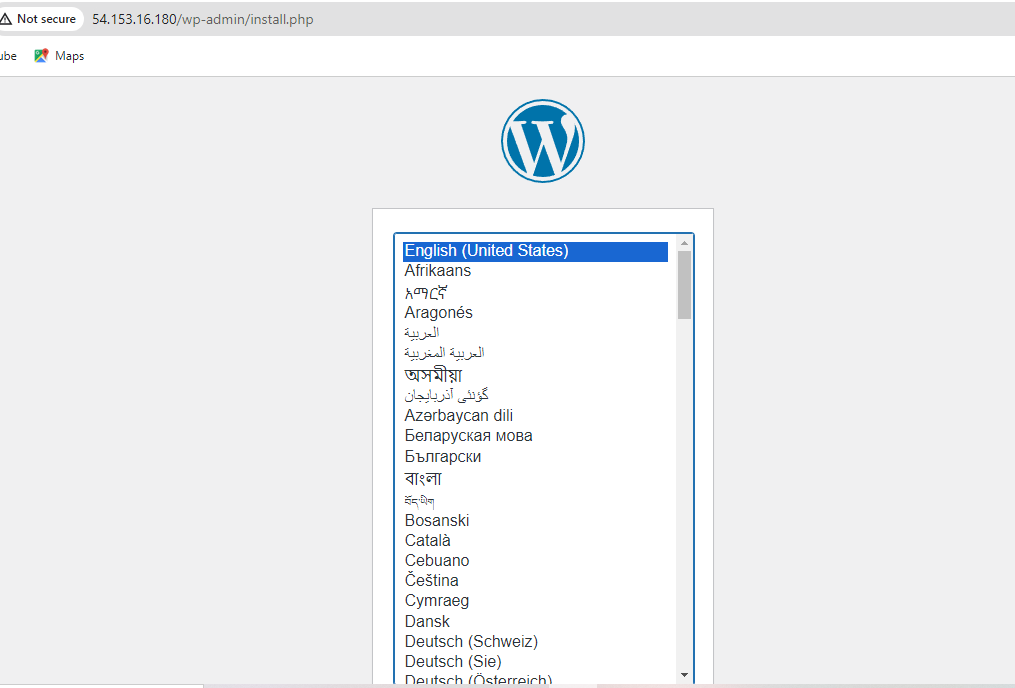 Not secure 54.153.16.180/wp-admin/install.php
ube Maps
English (United States)
Afrikaans
አማርኛ
Aragonés
العربية
العربية المغربية
অসমীয়া
گؤنئی آذربایجان
Azərbaycan dili
Беларуская мова
Български
বাংলা
བོད་ཡིག
Bosanski
Català
Cebuano
Čeština
Cymraeg
Dansk
Deutsch (Schweiz)
Deutsch (Sie)
Deutsch (Österreich)